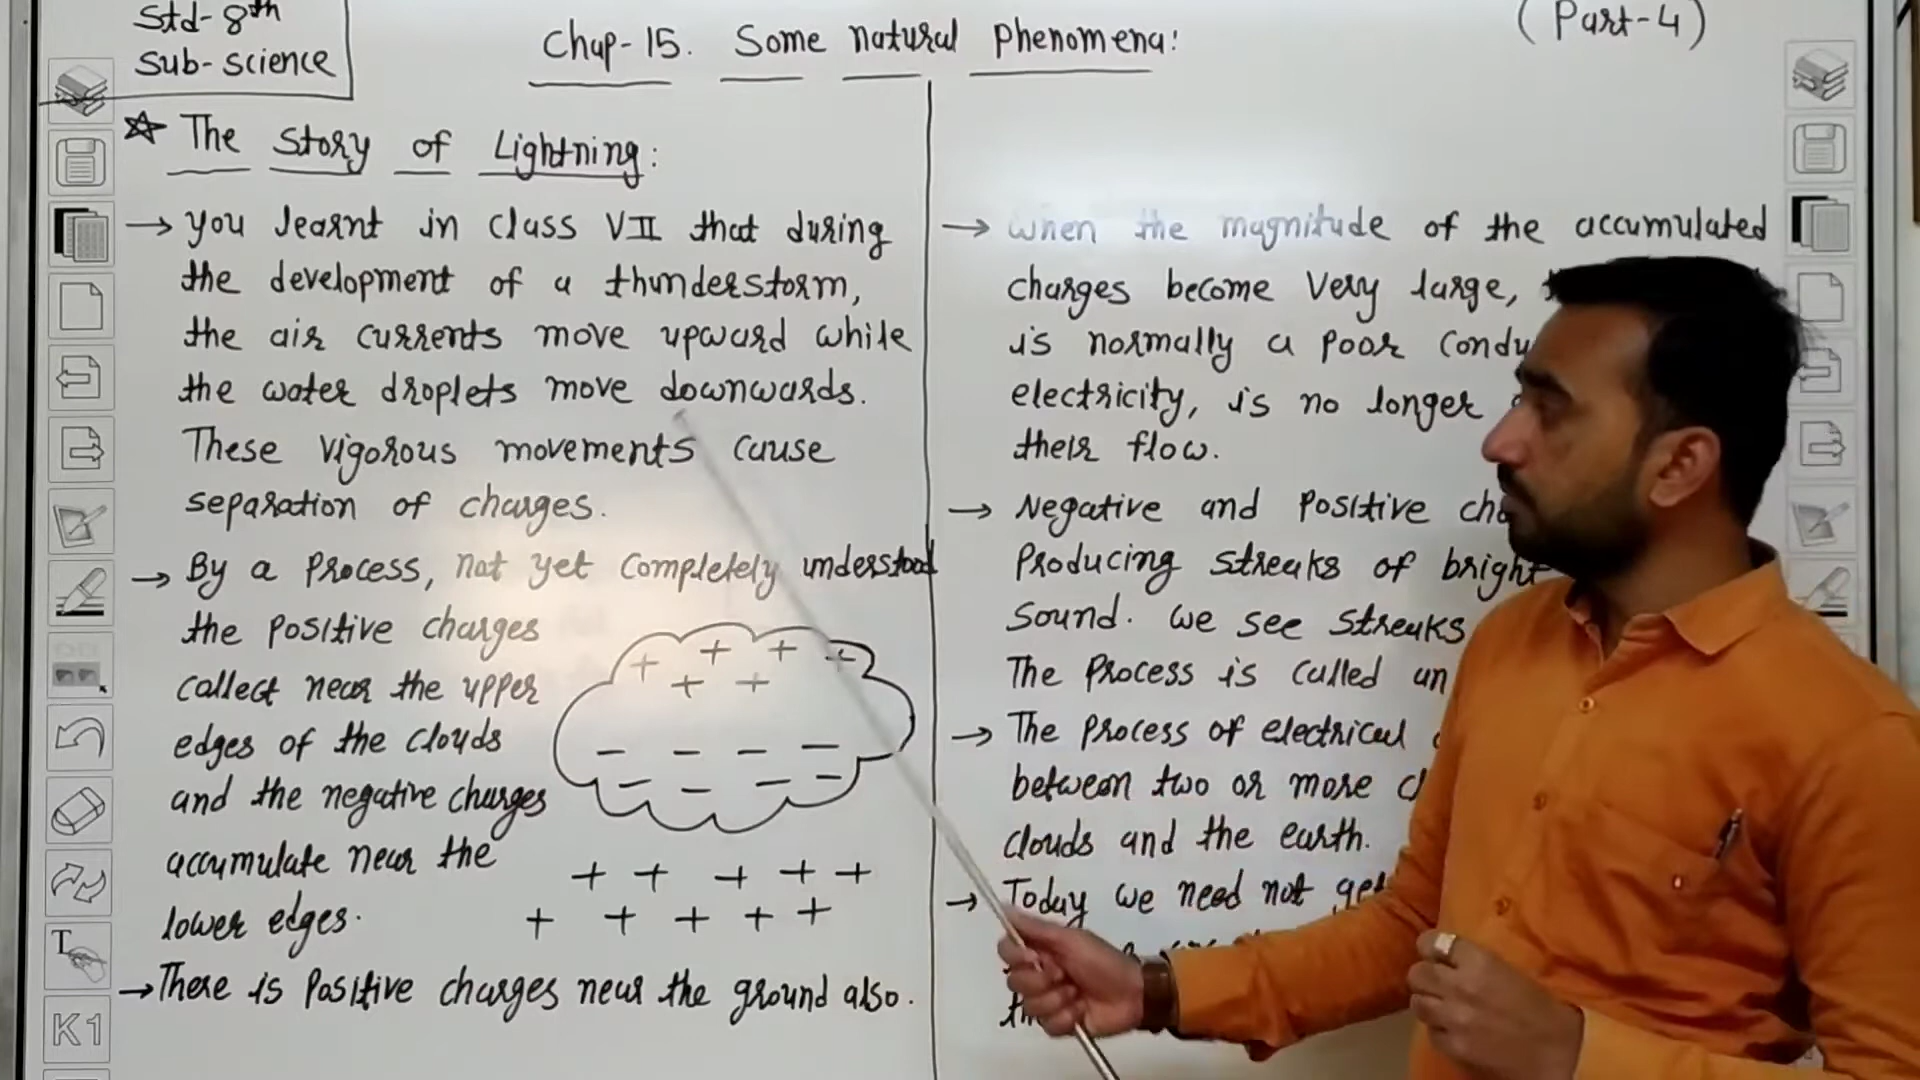 Std- 8th
Sub- science
Chap- 15. Some natural Phenomena:
(Part-4)
☆ The Story of Lightning:
→ you learnt in class VII that during
the development of a thunderstorm,
the air currents move upward while
the water droplets move downwards.
These vigorous movements cause
separation of charges.
→ By a Process, not yet completely understood
the positive charges
collect near the upper
edges of the clouds
and the negative charges
accumulate near the
lower edges.
+ + + +
+ +
− − − −
− − − −
+ + + + +
+ + + + +
→ There is Positive charges near the ground also.
→ When the magnitude of the accumulated
charges become very large,
is normally a poor condu
electricity, is no longer
their flow.
→ Negative and positive cha
Producing streaks of bright
sound. we see streaks
The Process is called an
→ The Process of electrical
between two or more cl
clouds and the earth.
→ Today we need not get
T
K1